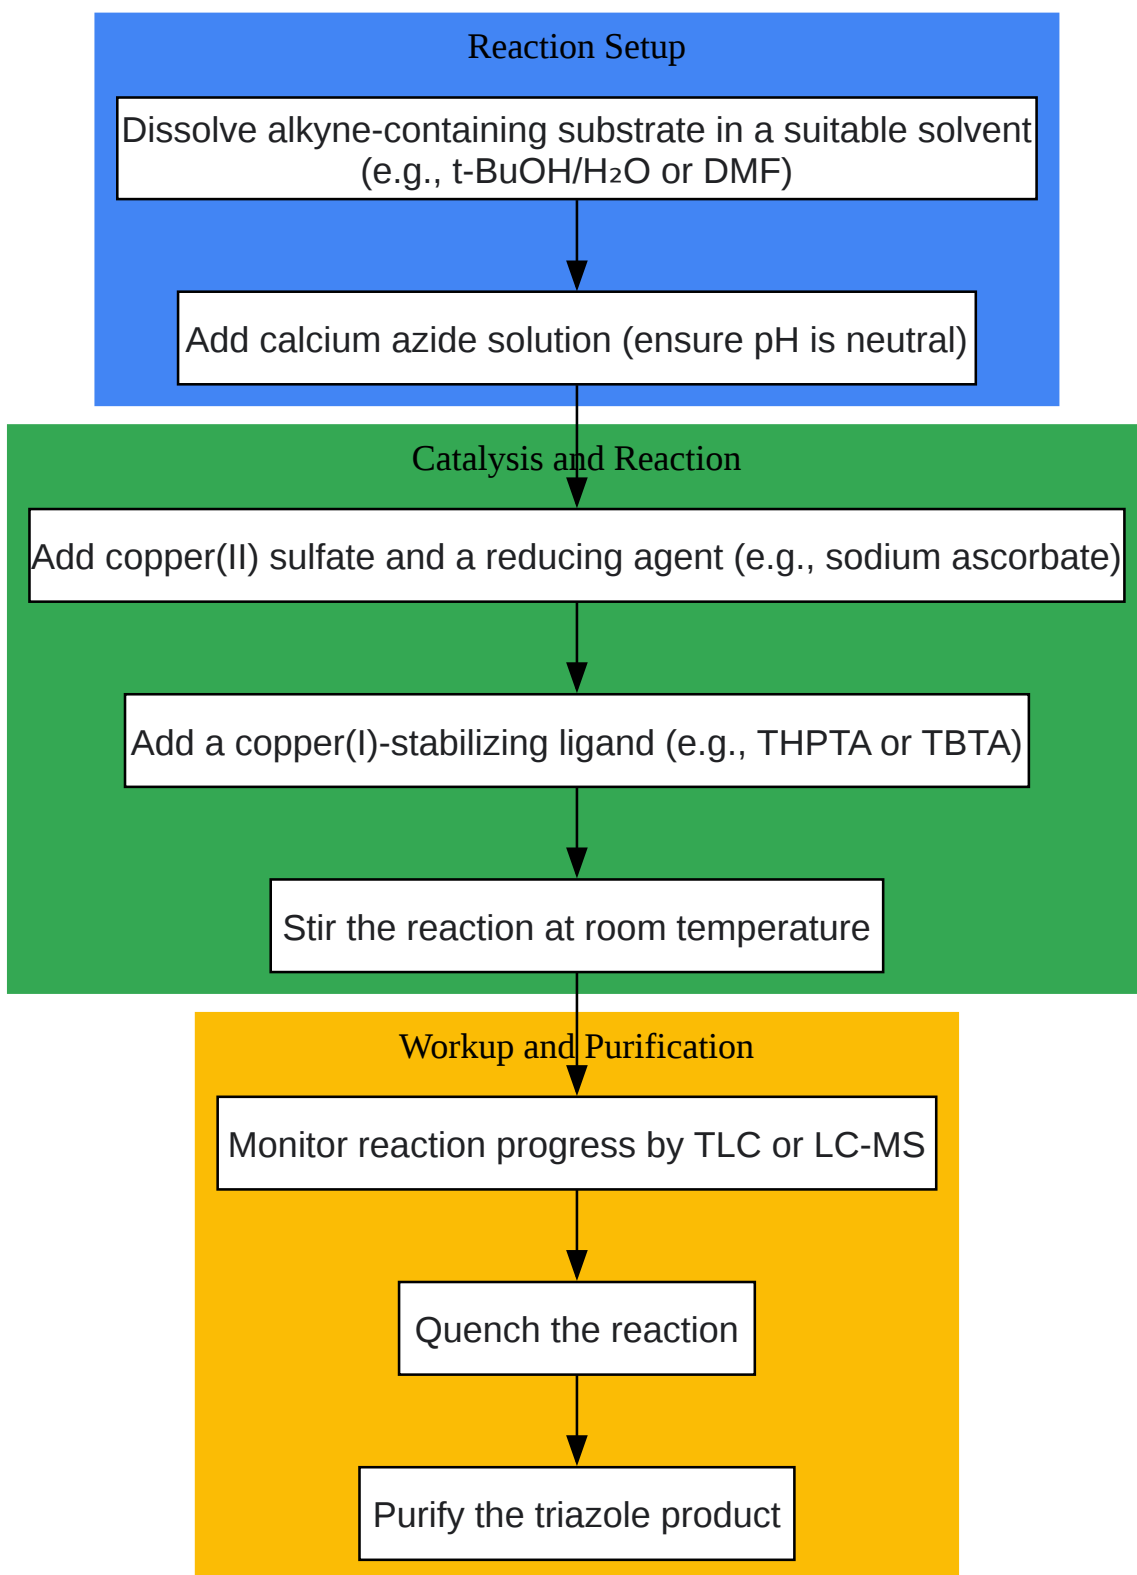 Reaction Setup
Dissolve alkyne-containing substrate in a suitable solvent
(e.g., t-BuOH/H₂O or DMF)
Add calcium azide solution (ensure pH is neutral)
Catalysis and Reaction
Add copper(II) sulfate and a reducing agent (e.g., sodium ascorbate)
Add a copper(I)-stabilizing ligand (e.g., THPTA or TBTA)
Stir the reaction at room temperature
Workup and Purification
Monitor reaction progress by TLC or LC-MS
Quench the reaction
Purify the triazole product